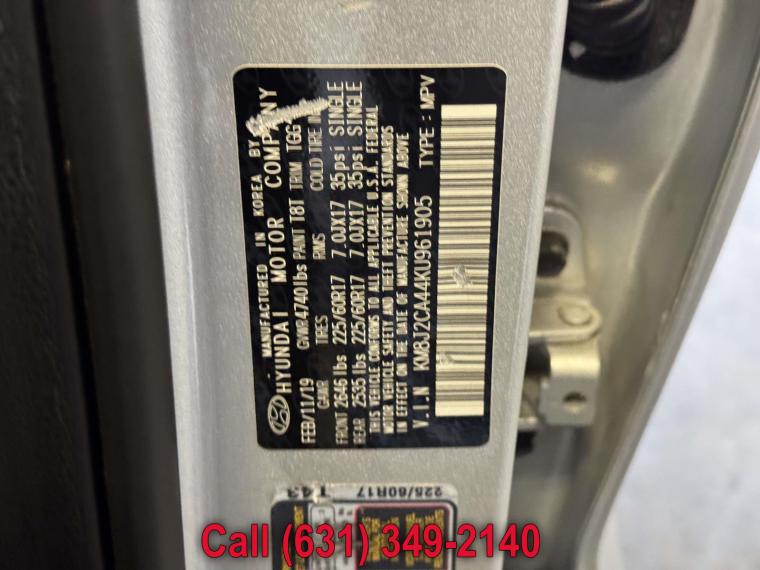 MANUFACTURED IN KOREA BY
HYUNDAI MOTOR COMPANY
FEB/11/19 GVWR 4740lbs PAINT T8T TRIM TGG
GAWR TIRES RIMS COLD TIRE
FRONT 2646 lbs 225/60R17 7.0JX17 35psi SINGLE
REAR 2535 lbs 225/60R17 7.0JX17 35psi SINGLE
THIS VEHICLE CONFORMS TO ALL APPLICABLE U.S.A. FEDERAL
MOTOR VEHICLE SAFETY AND THEFT PREVENTION STANDARDS
IN EFFECT ON THE DATE OF MANUFACTURE SHOWN ABOVE
V.I.N KM8J2CA44KU961905 TYPE : MPV
T43
225/60R17
Call (631) 349-2140